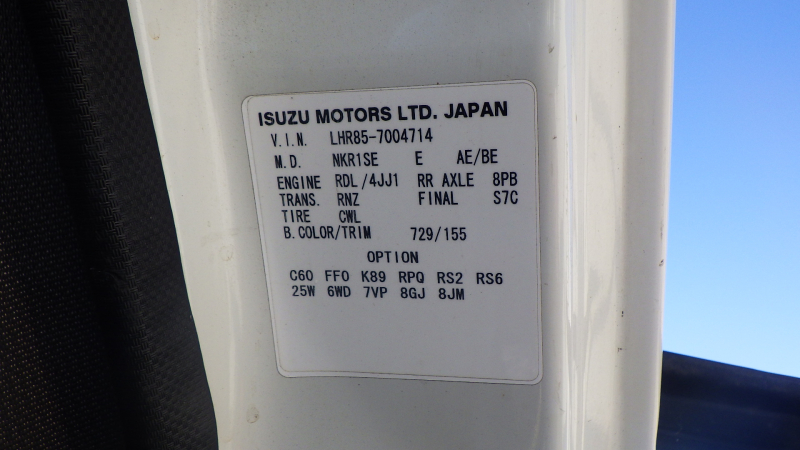 ISUZU MOTORS LTD. JAPAN
V.I.N. LHR85-7004714
M.D. NKR1SE E AE/BE
ENGINE RDL/4JJ1 RR AXLE 8PB
TRANS. RNZ FINAL S7C
TIRE CWL
B.COLOR/TRIM 729/155
OPTION
C60 FF0 K89 RPQ RS2 RS6
25W 6WD 7VP 8GJ 8JM